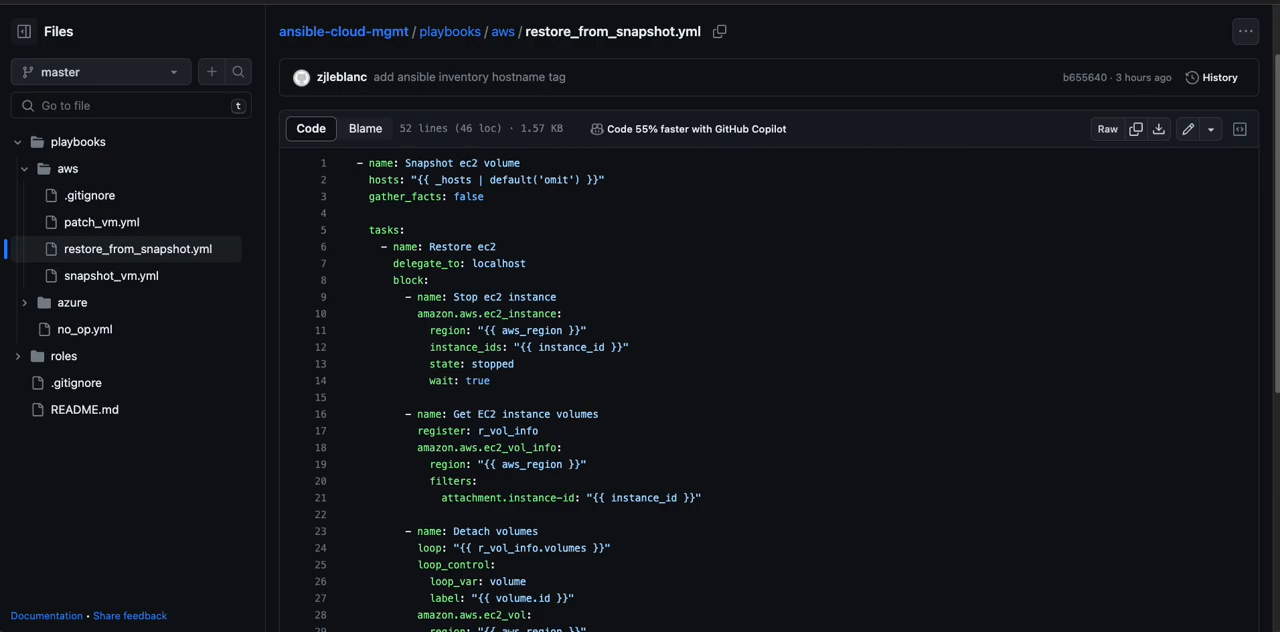 Files
master
Go to file
t
playbooks
aws
.gitignore
patch_vm.yml
restore_from_snapshot.yml
snapshot_vm.yml
azure
no_op.yml
roles
.gitignore
README.md
Documentation • Share feedback
ansible-cloud-mgmt / playbooks / aws / restore_from_snapshot.yml
zjleblanc add ansible inventory hostname tag
b655640 · 3 hours ago History
Code Blame 52 lines (46 loc) · 1.57 KB Code 55% faster with GitHub Copilot Raw
1 - name: Snapshot ec2 volume
2 hosts: "{{ _hosts | default('omit') }}"
3 gather_facts: false
4
5 tasks:
6 - name: Restore ec2
7 delegate_to: localhost
8 block:
9 - name: Stop ec2 instance
10 amazon.aws.ec2_instance:
11 region: "{{ aws_region }}"
12 instance_ids: "{{ instance_id }}"
13 state: stopped
14 wait: true
15
16 - name: Get EC2 instance volumes
17 register: r_vol_info
18 amazon.aws.ec2_vol_info:
19 region: "{{ aws_region }}"
20 filters:
21 attachment.instance-id: "{{ instance_id }}"
22
23 - name: Detach volumes
24 loop: "{{ r_vol_info.volumes }}"
25 loop_control:
26 loop_var: volume
27 label: "{{ volume.id }}"
28 amazon.aws.ec2_vol:
29 region: "{{ aws_region }}"